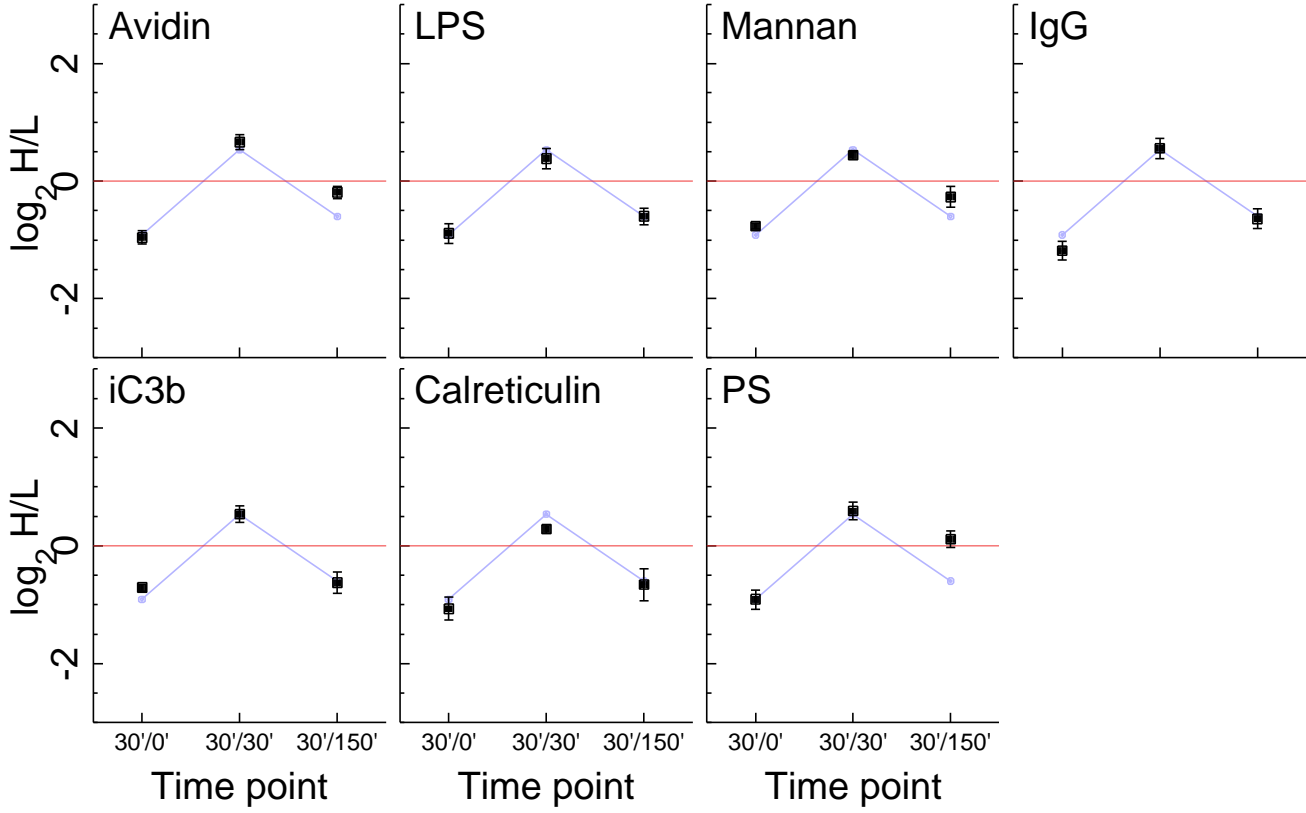 Avidin
LPS
Mannan
IgG
log2 H/L
2
0
-2
iC3b
Calreticulin
PS
log2 H/L
2
0
-2
30'/0' 30'/30' 30'/150'
30'/0' 30'/30' 30'/150'
30'/0' 30'/30' 30'/150'
Time point
Time point
Time point